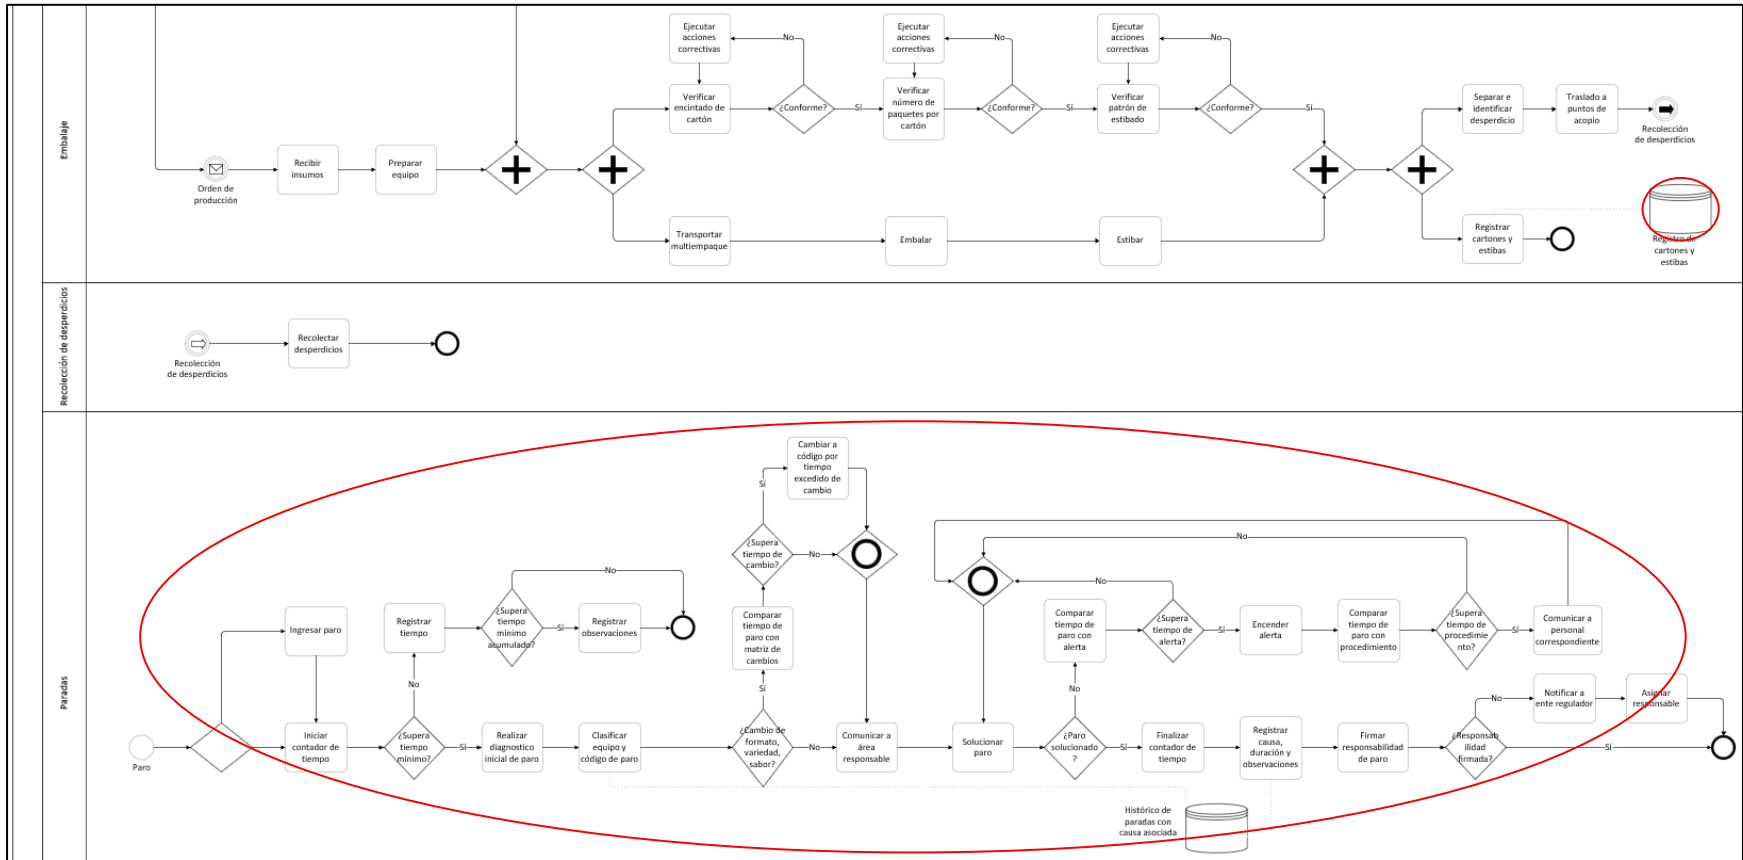 Embalaje
Orden de
producción
Recibir
insumos
Preparar
equipo
Ejecutar
acciones
correctivas
No
Verificar
encintado de
cartón
¿Conforme?
Sí
Ejecutar
acciones
correctivas
No
Verificar
número de
paquetes por
cartón
¿Conforme?
Sí
Ejecutar
acciones
correctivas
No
Verificar
patrón de
estibado
¿Conforme?
Sí
Transportar
multiempaque
Embalar
Estibar
Separar e
identificar
desperdicio
Traslado a
puntos de
acopio
Recolección
de desperdicios
Registrar
cartones y
estibas
Registro de
cartones y
estibas
Recolección de desperdicios
Recolección
de desperdicios
Recolectar
desperdicios
Paradas
Paro
Ingresar paro
Iniciar
contador de
tiempo
¿Supera
tiempo
mínimo?
No
Registrar
tiempo
¿Supera
tiempo
mínimo
acumulado?
No
Sí
Registrar
observaciones
Sí
Realizar
diagnostico
inicial de paro
Clasificar
equipo y
código de paro
¿Cambio de
formato,
variedad,
sabor?
Sí
Comparar
tiempo de
paro con
matriz de
cambios
¿Supera
tiempo de
cambio?
Sí
Cambiar a
código por
tiempo
excedido de
cambio
No
No
Comunicar a
área
responsable
Solucionar
paro
¿Paro
solucionado
?
No
Comparar
tiempo de
paro con
alerta
¿Supera
tiempo de
alerta?
No
Sí
Encender
alerta
Comparar
tiempo de
paro con
procedimiento
¿Supera
tiempo de
procedimie
nto?
No
Sí
Comunicar a
personal
correspondiente
Sí
Finalizar
contador de
tiempo
Registrar
causa,
duración y
observaciones
Firmar
responsabilidad
de paro
¿Responsab
ilidad
firmada?
No
Notificar a
ente regulador
Asignar
responsable
Sí
Histórico de
paradas con
causa asociada